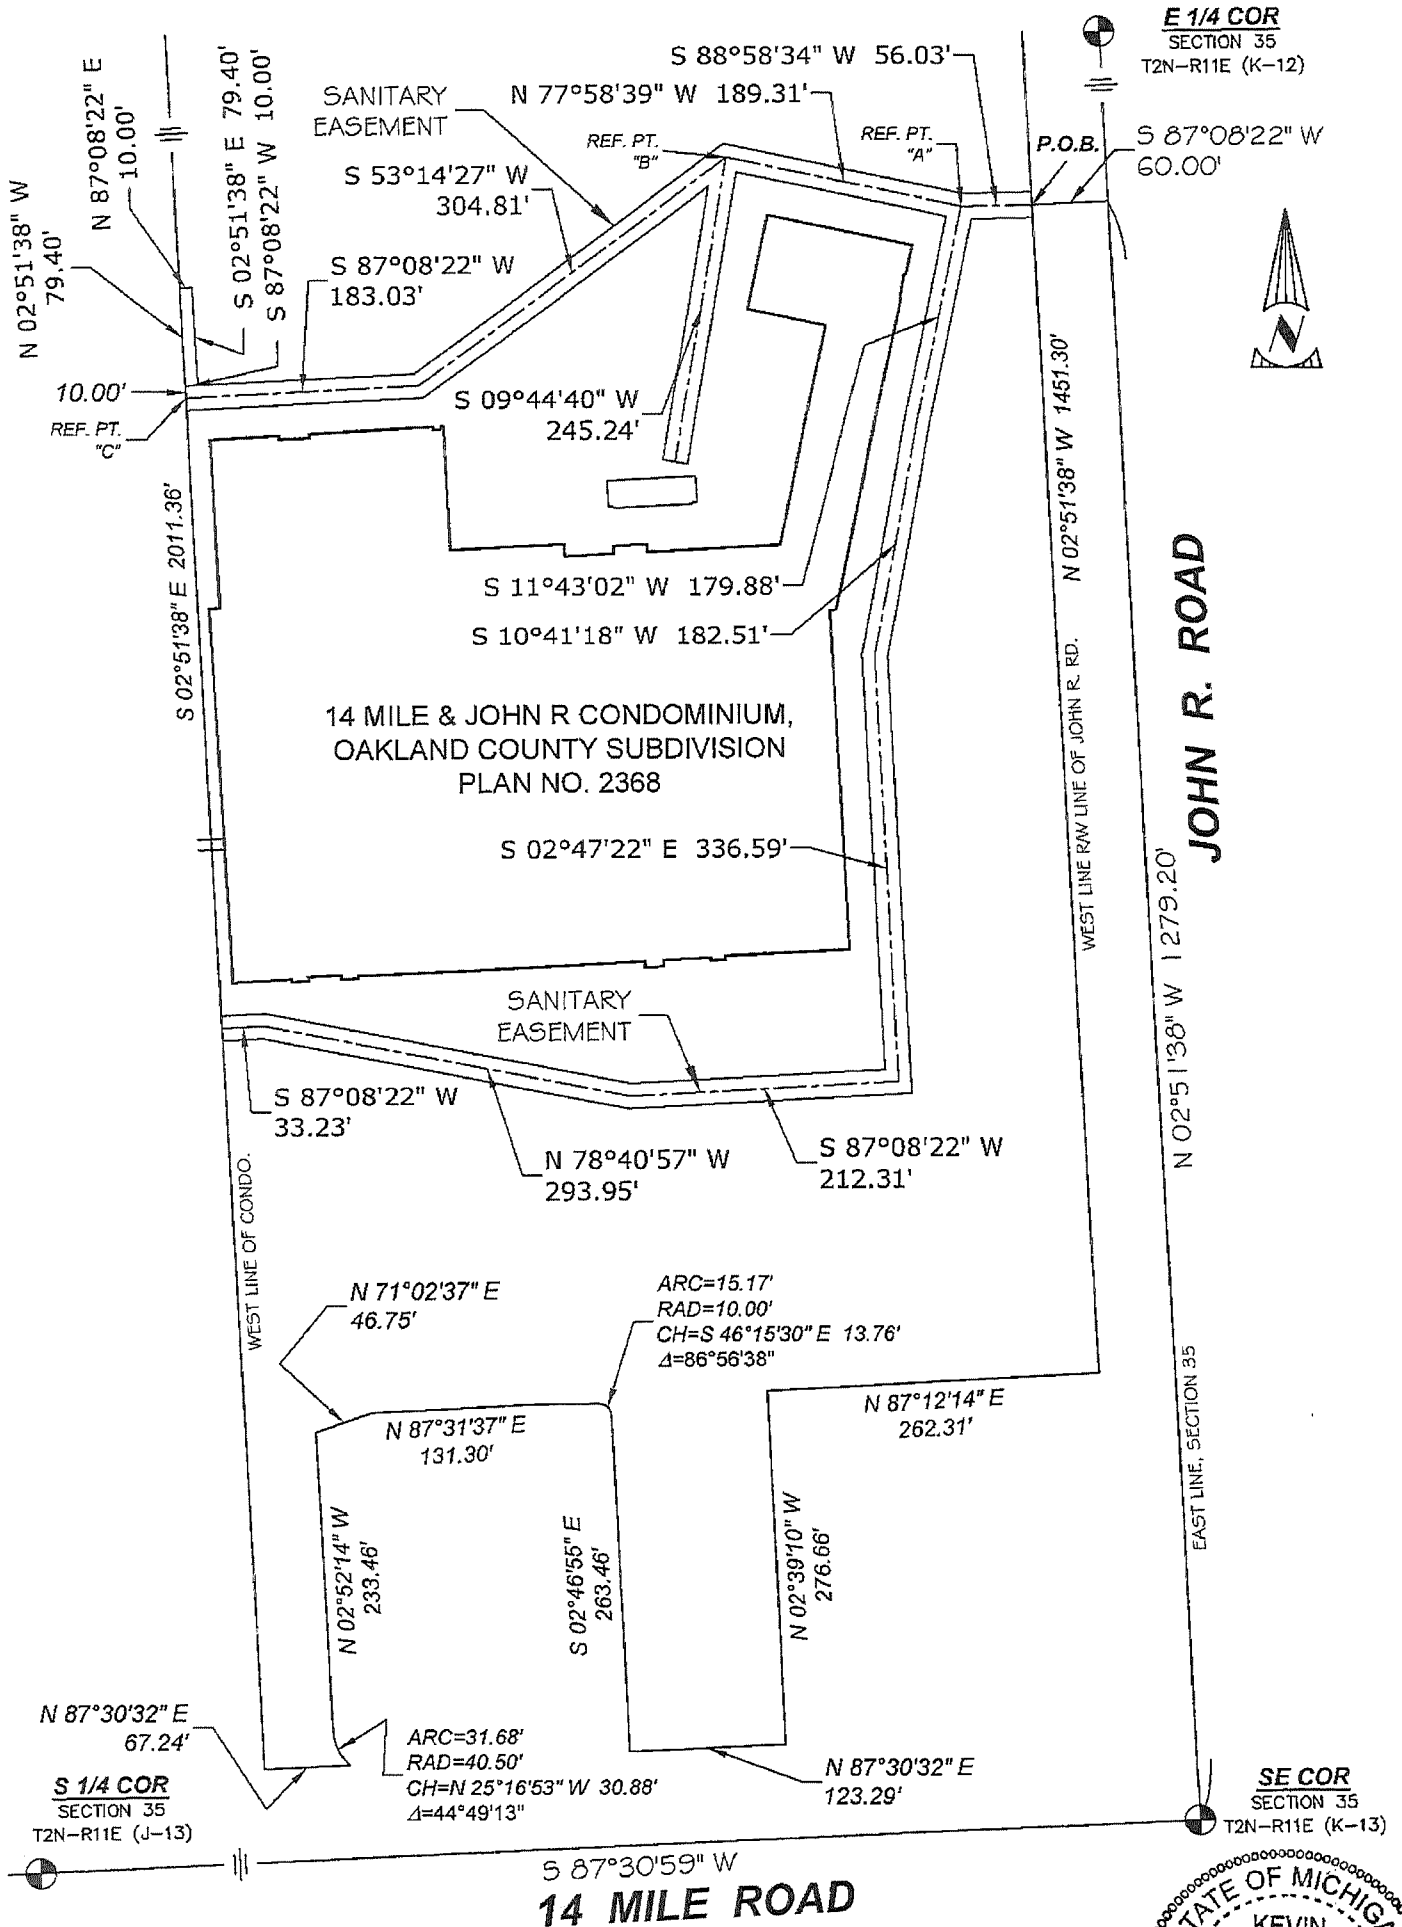 E 1/4 COR
SECTION 35
T2N-R11E (K-12)
S 88°58'34" W 56.03'
N 77°58'39" W 189.31'
SANITARY
EASEMENT
REF. PT.
"B"
REF. PT.
"A"
P.O.B.
S 87°08'22" W
60.00'
N 87°08'22" E
10.00'
S 02°51'38" E 79.40'
S 87°08'22" W 10.00'
N 02°51'38" W
79.40'
S 53°14'27" W
304.81'
S 87°08'22" W
183.03'
N
10.00'
REF. PT.
"C"
S 09°44'40" W
245.24'
N 02°51'38" W 1451.30'
S 02°51'38" E 2011.36'
S 11°43'02" W 179.88'
S 10°41'18" W 182.51'
JOHN R. ROAD
WEST LINE R/W LINE OF JOHN R. RD.
14 MILE & JOHN R CONDOMINIUM,
OAKLAND COUNTY SUBDIVISION
PLAN NO. 2368
S 02°47'22" E 336.59'
N 02°51'38" W 1279.20'
SANITARY
EASEMENT
S 87°08'22" W
33.23'
N 78°40'57" W
293.95'
S 87°08'22" W
212.31'
WEST LINE OF CONDO.
N 71°02'37" E
46.75'
ARC=15.17'
RAD=10.00'
CH=S 46°15'30" E 13.76'
Δ=86°56'38"
N 87°31'37" E
131.30'
N 87°12'14" E
262.31'
EAST LINE, SECTION 35
N 02°52'14" W
233.46'
S 02°46'55" E
263.46'
N 02°39'10" W
276.66'
N 87°30'32" E
67.24'
ARC=31.68'
RAD=40.50'
CH=N 25°16'53" W 30.88'
Δ=44°49'13"
N 87°30'32" E
123.29'
S 1/4 COR
SECTION 35
T2N-R11E (J-13)
SE COR
SECTION 35
T2N-R11E (K-13)
S 87°30'59" W
14 MILE ROAD
TATE OF MICHIG
KEVIN